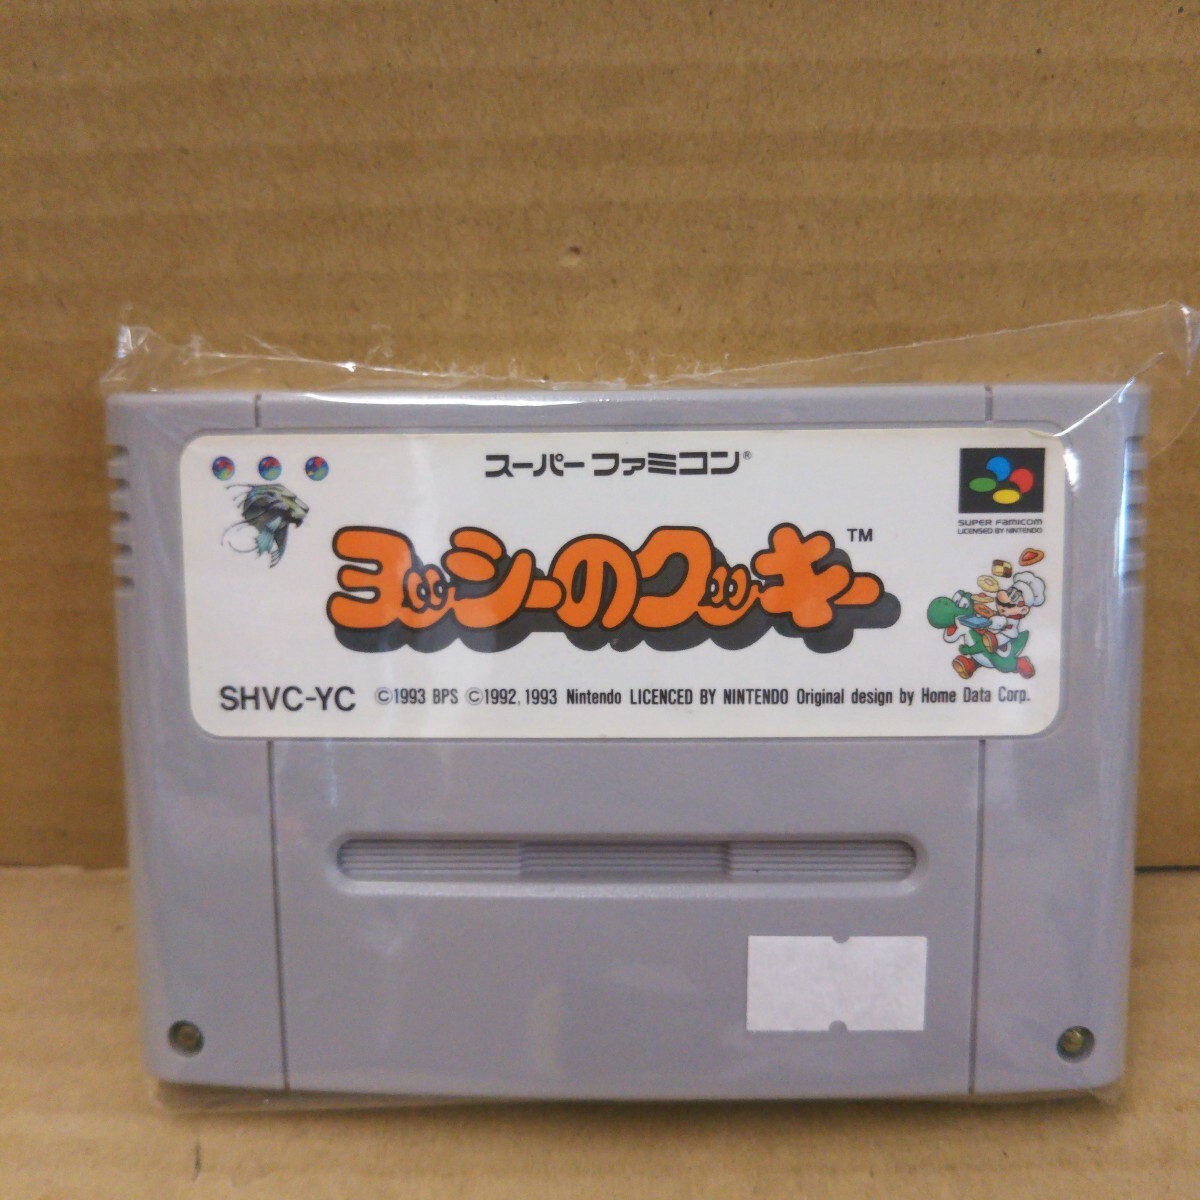 スーパーファミコン®
SUPER FAMICOM
LICENSED BY NINTENDO
ヨッシーのクッキー™
SHVC-YC ©1993 BPS ©1992, 1993 Nintendo LICENCED BY NINTENDO Original design by Home Data Corp.